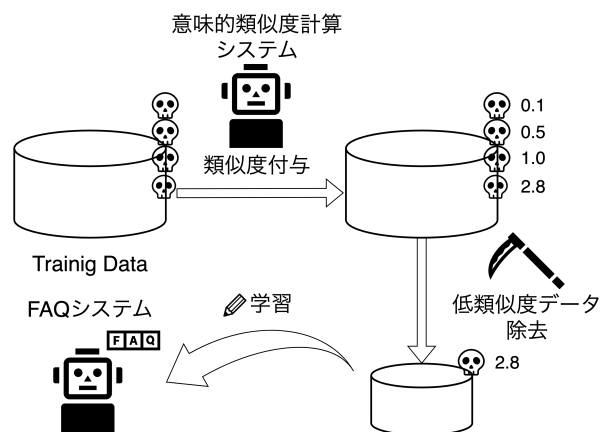 意味的類似度計算
システム
類似度付与
0.1
0.5
1.0
2.8
Trainig Data
低類似度データ
除去
FAQシステム
FAQ
学習
2.8